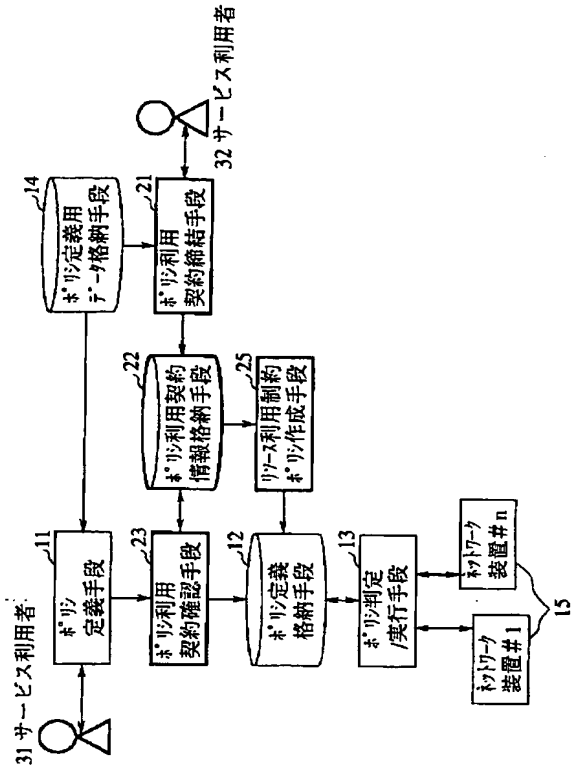 31 サービス利用者
11
ポリシ
定義手段
14
ポリシ定義用
データ格納手段
32 サービス利用者
21
ポリシ利用
契約締結手段
22
ポリシ利用契約
情報格納手段
23
ポリシ利用
契約確認手段
25
リソース利用制約
ポリシ作成手段
12
ポリシ定義
格納手段
13
ポリシ判定
/実行手段
ネットワーク
装置#1
ネットワーク
装置#n
15